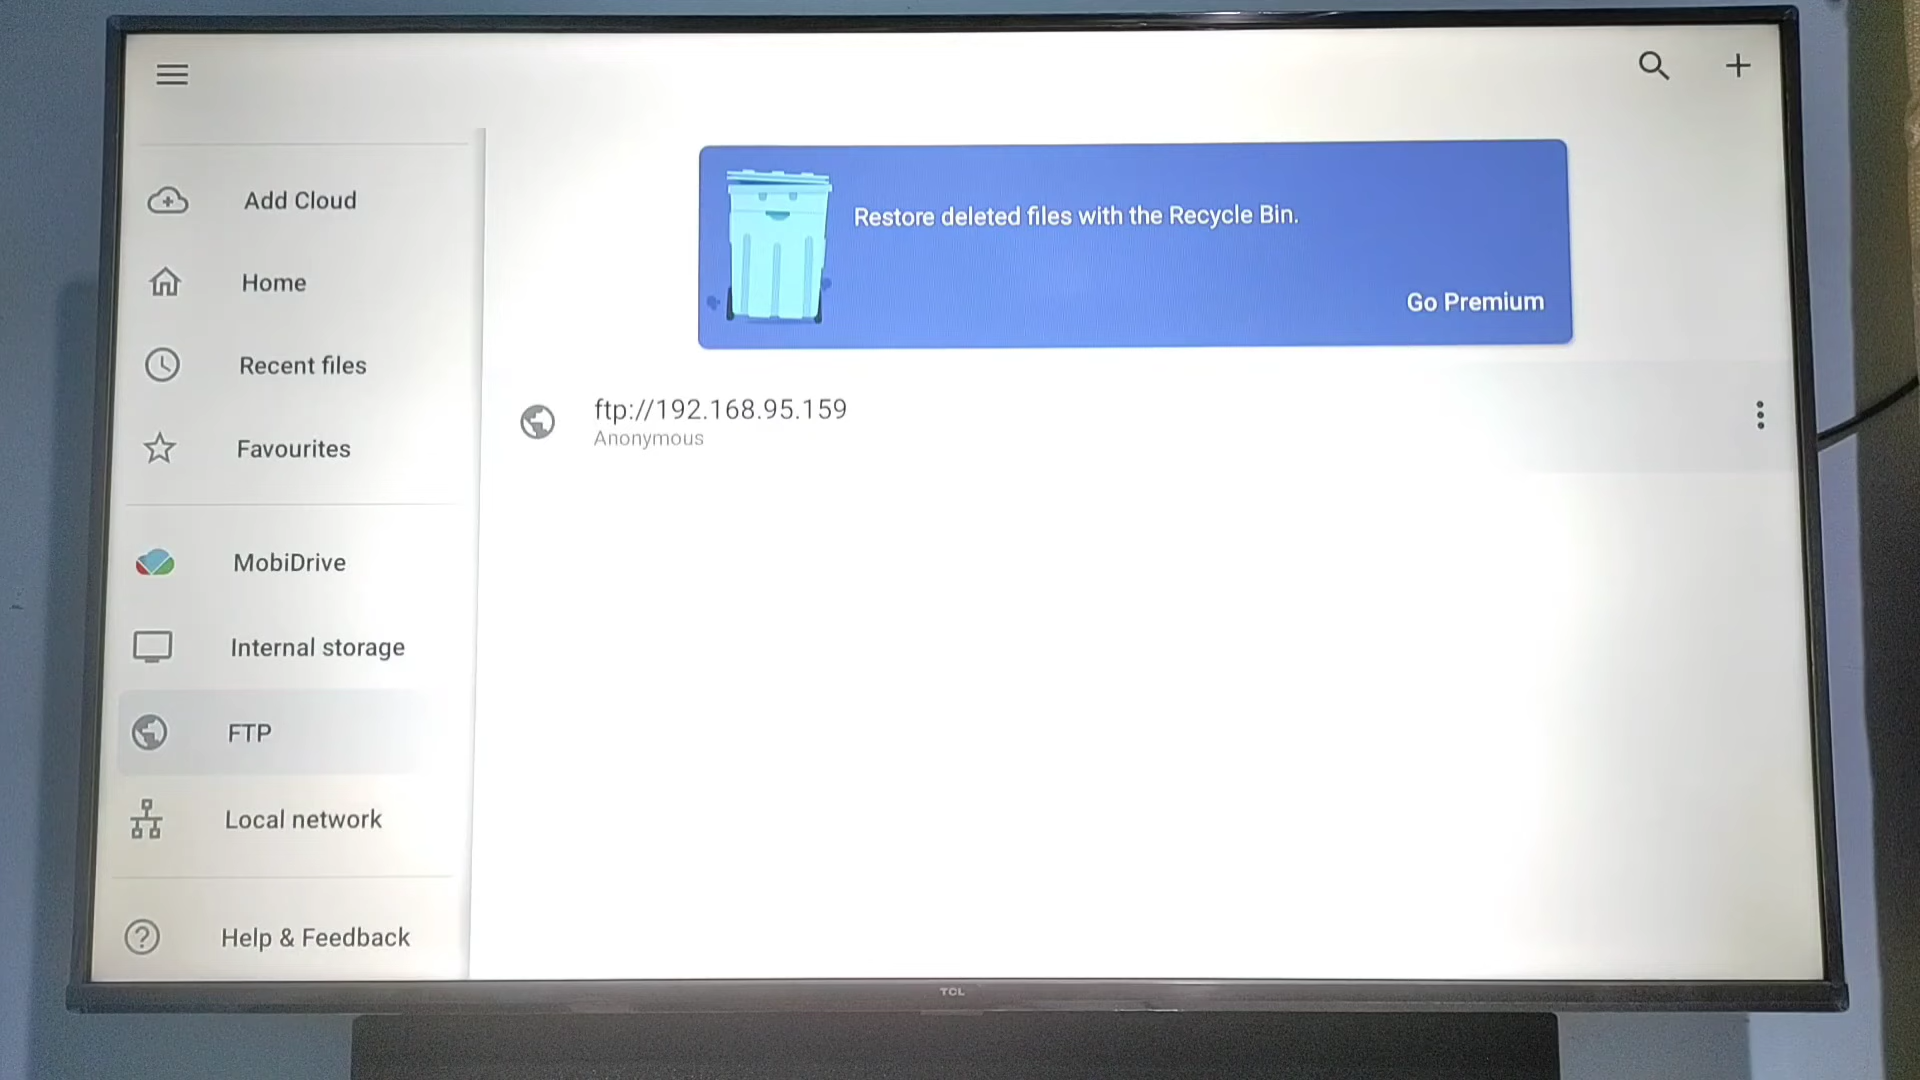 Add Cloud
Home
Recent files
Favourites
MobiDrive
Internal storage
FTP
Local network
Help & Feedback
Restore deleted files with the Recycle Bin.
Go Premium
ftp://192.168.95.159
Anonymous
TCL